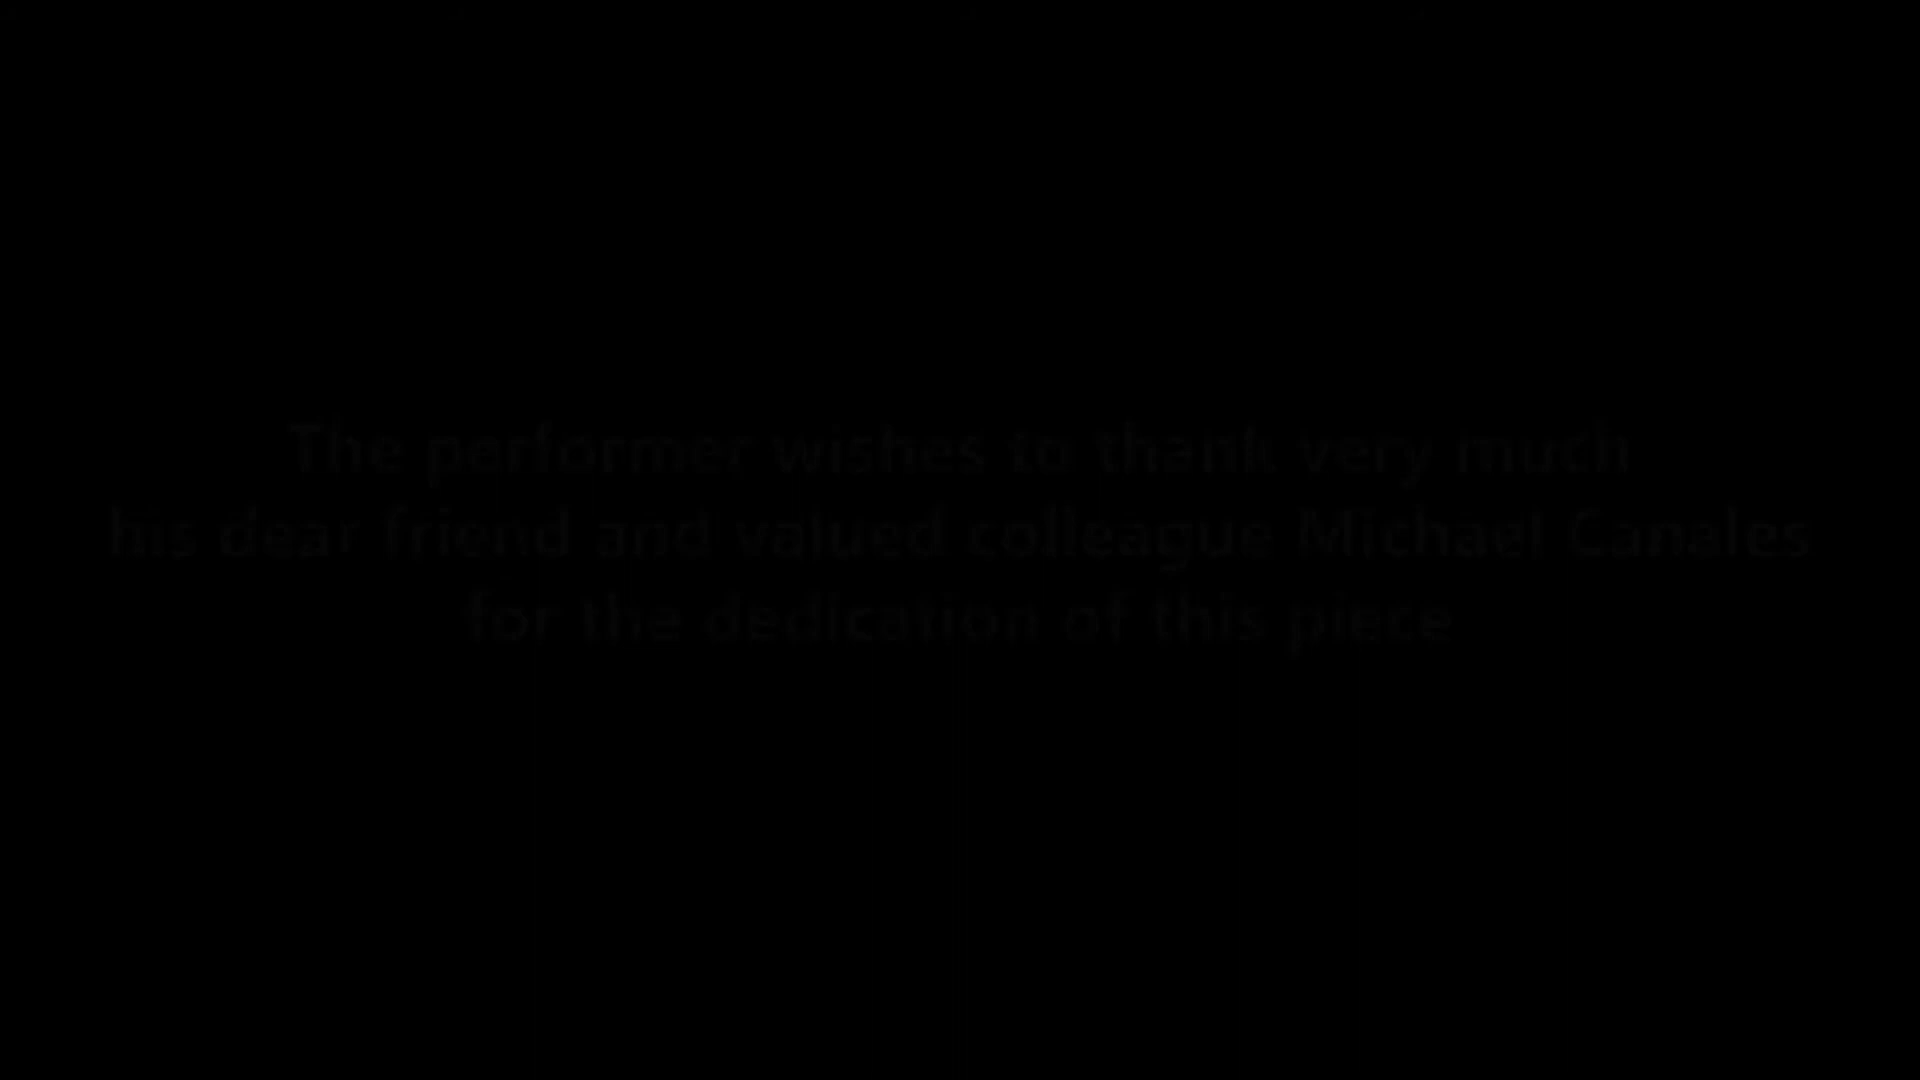 The performer wishes to thank very much
his dear friend and valued colleague Michael Canales
for the dedication of this piece